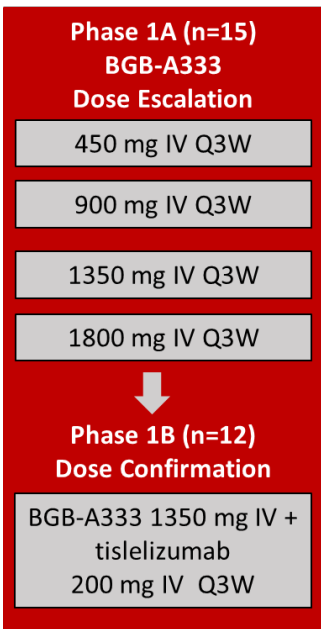 Phase 1A (n=15)
BGB-A333
Dose Escalation
450 mg IV Q3W
900 mg IV Q3W
1350 mg IV Q3W
1800 mg IV Q3W
Phase 1B (n=12)
Dose Confirmation
BGB-A333 1350 mg IV +
tislelizumab
200 mg IV Q3W